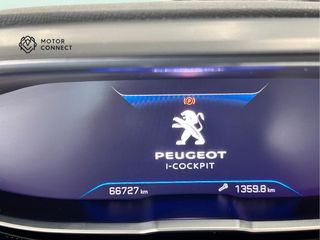 MOTOR
CONNECT
P
PEUGEOT
I-COCKPIT
66727 km 1359.8 km